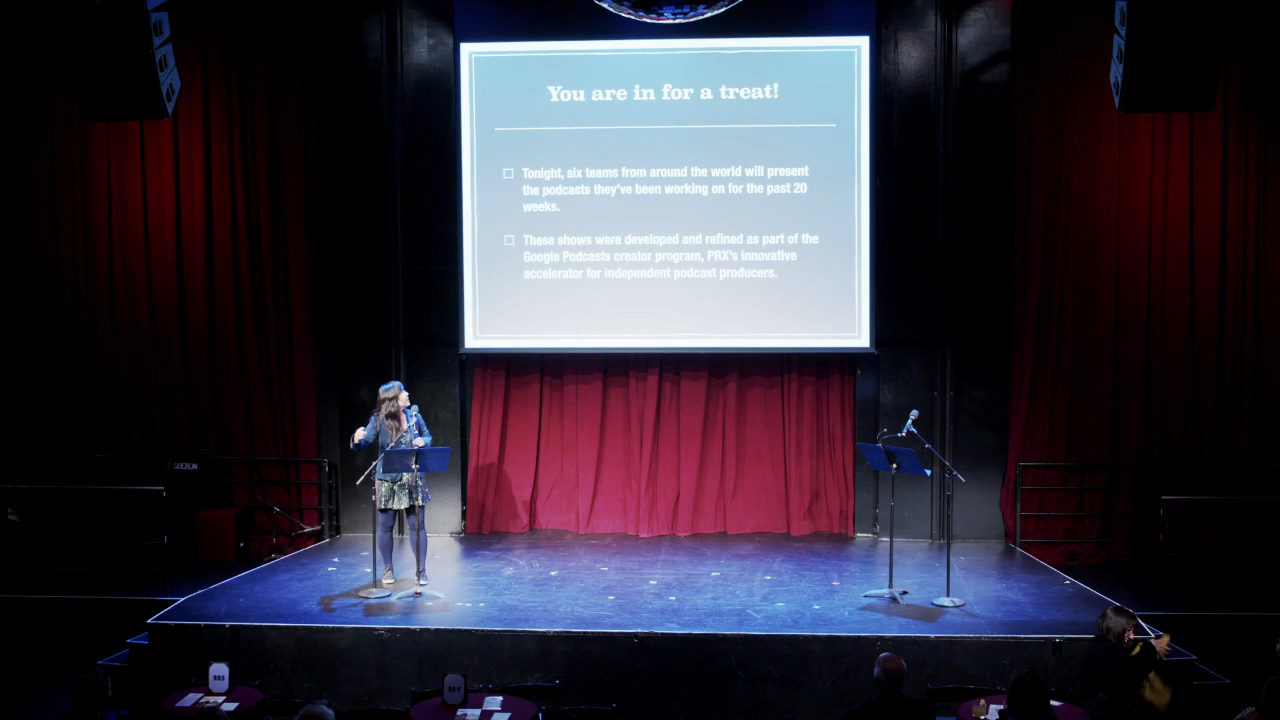 You are in for a treat!
Tonight, six teams from around the world will present
the podcasts they've been working on for the past 20
weeks.
These shows were developed and refined as part of the
Google Podcasts creator program, PRX's innovative
accelerator for independent podcast producers.